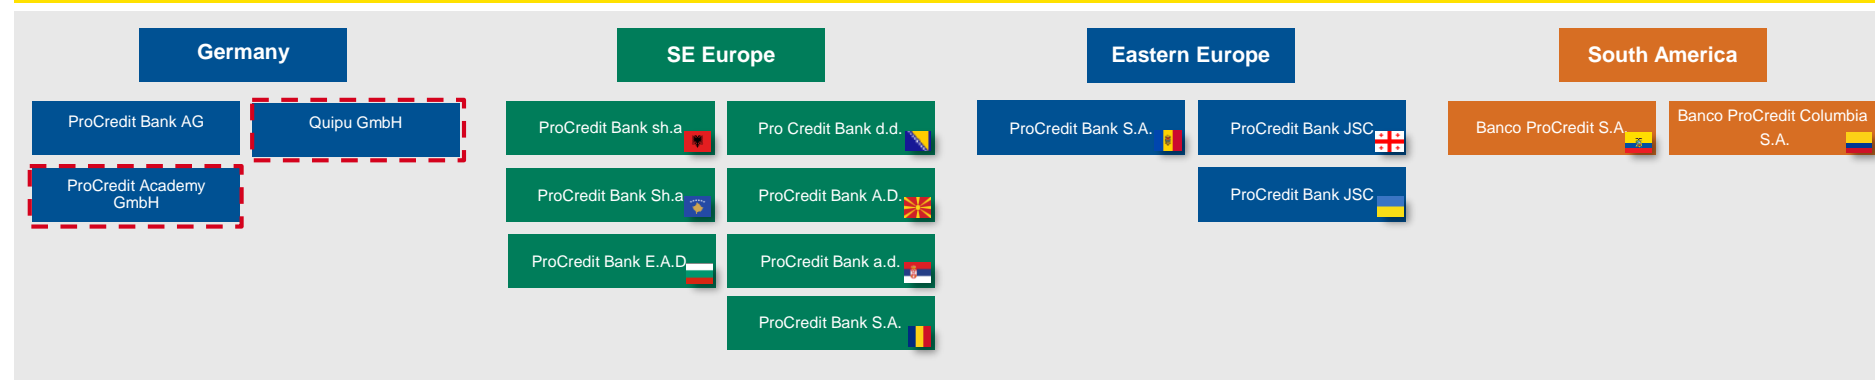 Germany
ProCredit Bank AG
Quipu GmbH
ProCredit Academy
GmbH
SE Europe
ProCredit Bank sh.a
Pro Credit Bank d.d.
ProCredit Bank Sh.a
ProCredit Bank A.D.
ProCredit Bank E.A.D
ProCredit Bank a.d.
ProCredit Bank S.A.
Eastern Europe
ProCredit Bank S.A.
ProCredit Bank JSC
ProCredit Bank JSC
South America
Banco ProCredit S.A.
Banco ProCredit Columbia
S.A.